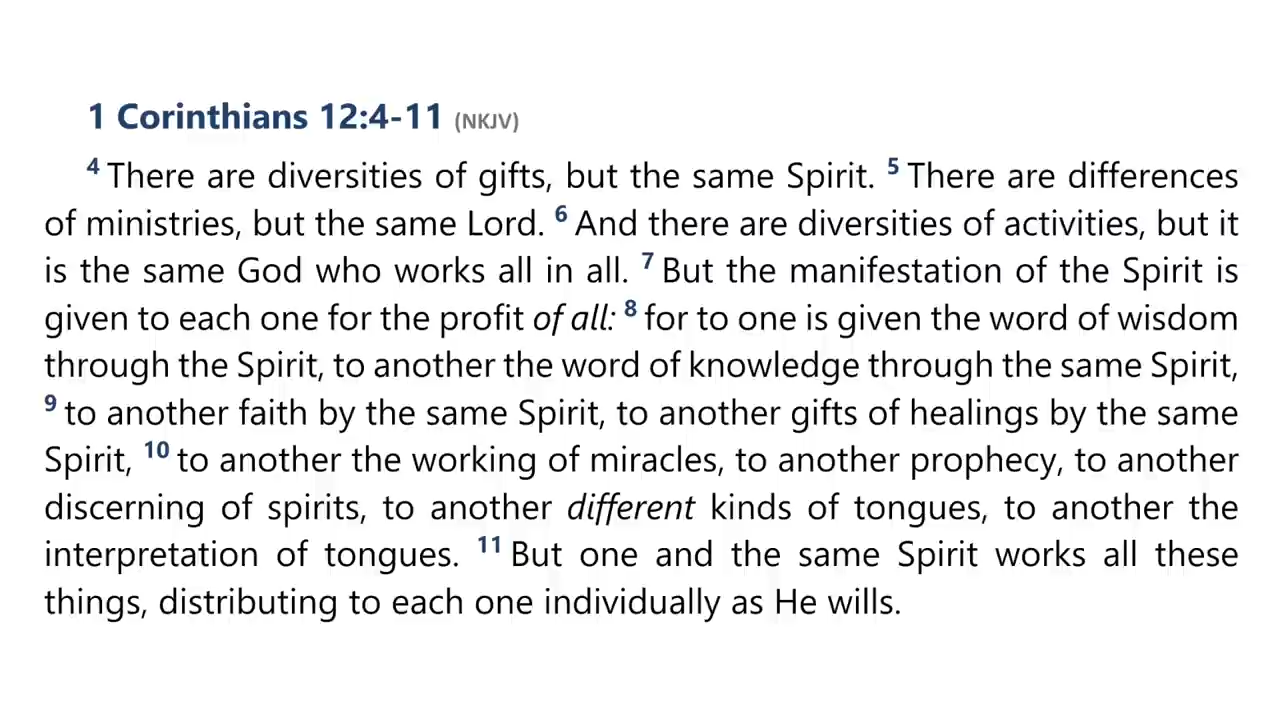 1 Corinthians 12:4-11 (NKJV)
4 There are diversities of gifts, but the same Spirit. 5 There are differences
of ministries, but the same Lord. 6 And there are diversities of activities, but it
is the same God who works all in all. 7 But the manifestation of the Spirit is
given to each one for the profit of all: 8 for to one is given the word of wisdom
through the Spirit, to another the word of knowledge through the same Spirit,
9 to another faith by the same Spirit, to another gifts of healings by the same
Spirit, 10 to another the working of miracles, to another prophecy, to another
discerning of spirits, to another different kinds of tongues, to another the
interpretation of tongues. 11 But one and the same Spirit works all these
things, distributing to each one individually as He wills.